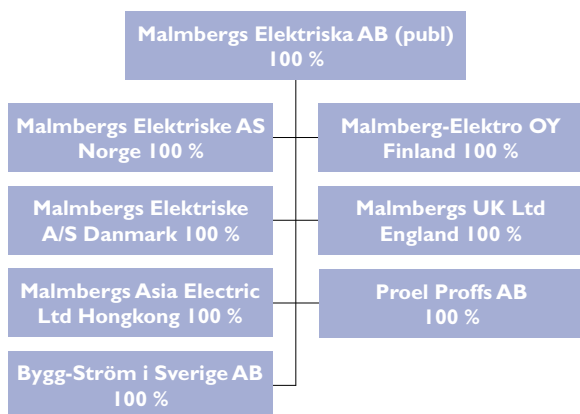 Malmbergs Elektriska AB (publ)
100 %
Malmbergs Elektriske AS
Norge 100 %
Malmberg-Elektro OY
Finland 100 %
Malmbergs Elektriske
A/S Danmark 100 %
Malmbergs UK Ltd
England 100 %
Malmbergs Asia Electric
Ltd Hongkong 100 %
Proel Proffs AB
100 %
Bygg-Ström i Sverige AB
100 %